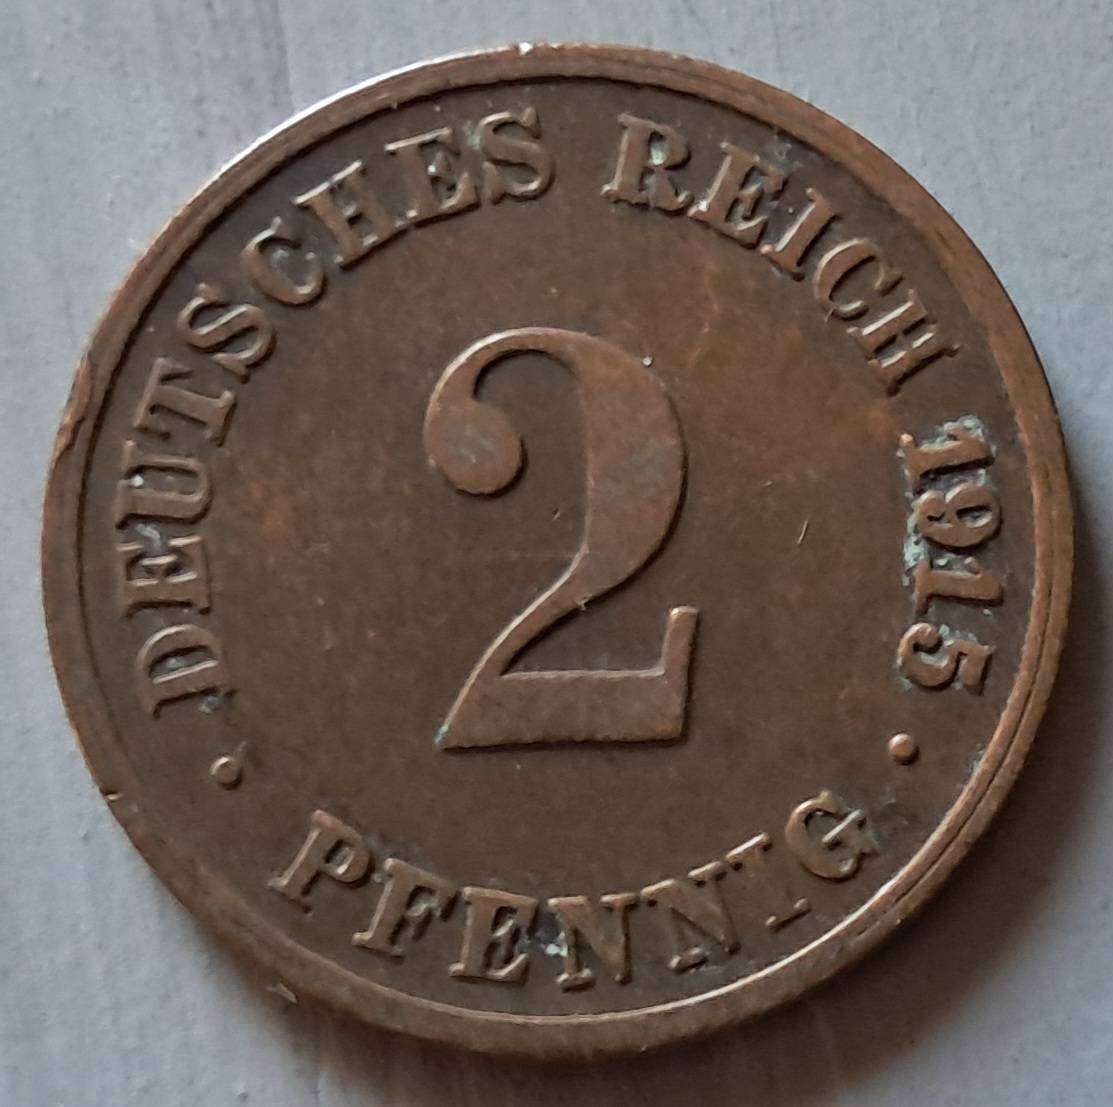 DEUTSCHES REICH 1915
2
PFENNIG